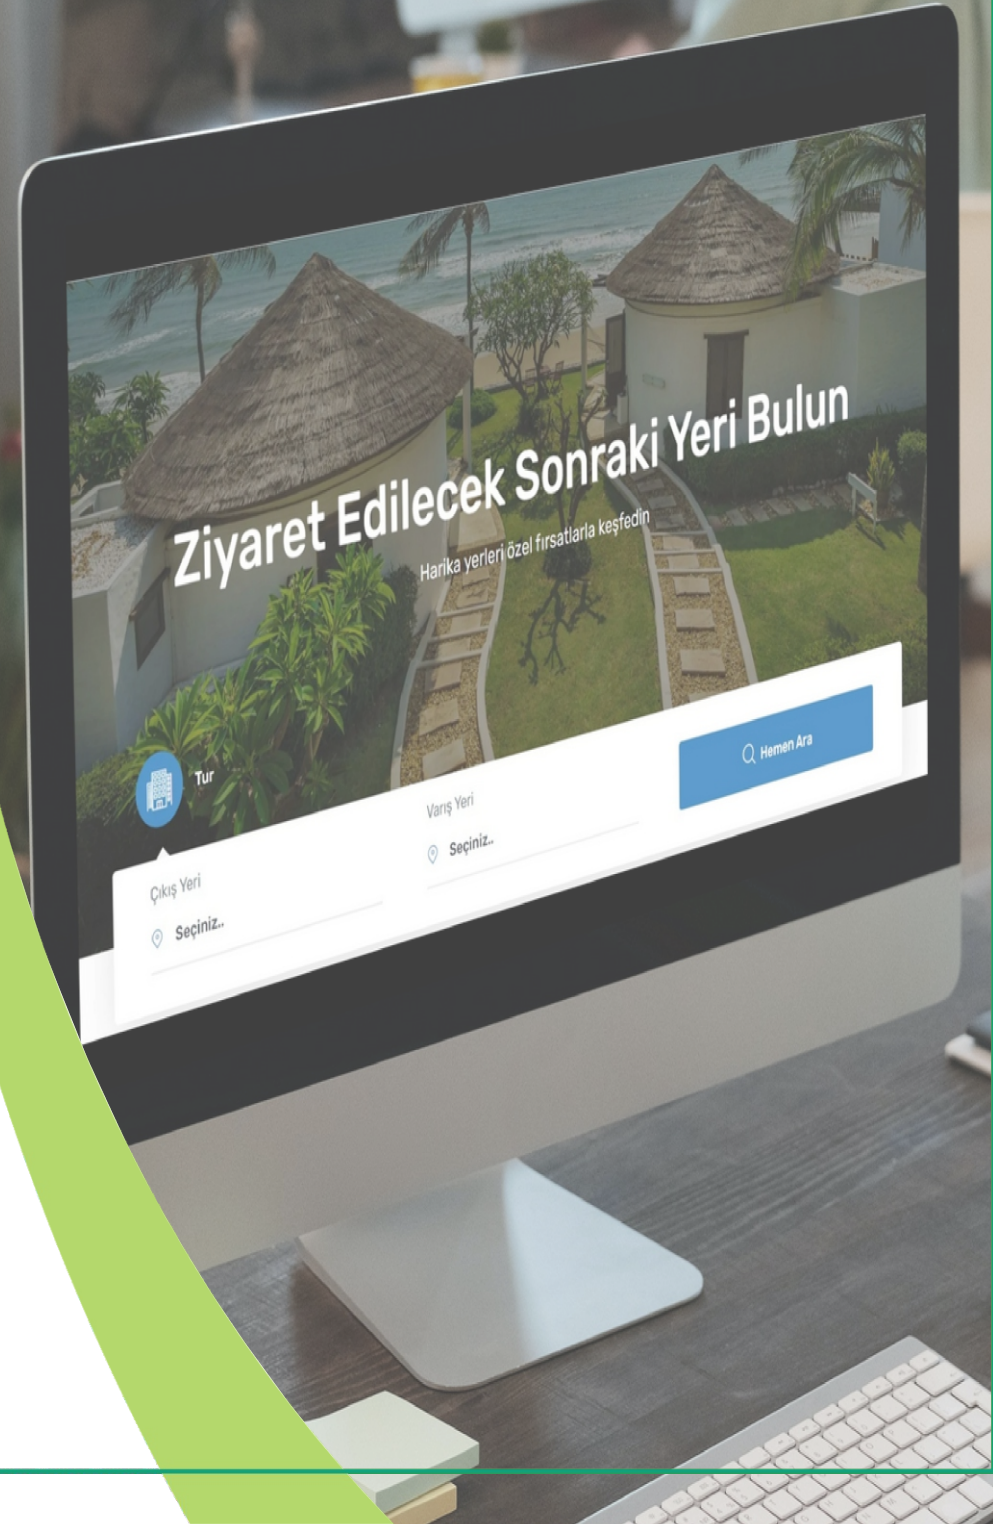 Ziyaret Edilecek Sonraki Yeri Bulun
Harika yerleri özel fırsatlarla keşfedin
Tur
Çıkış Yeri
Seçiniz..
Varış Yeri
Seçiniz..
Hemen Ara